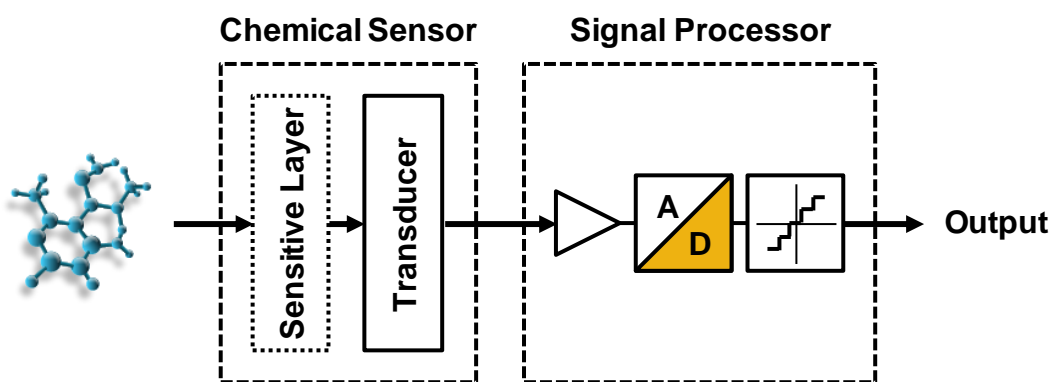 Chemical Sensor
Signal Processor
Sensitive Layer
Transducer
A
D
Output